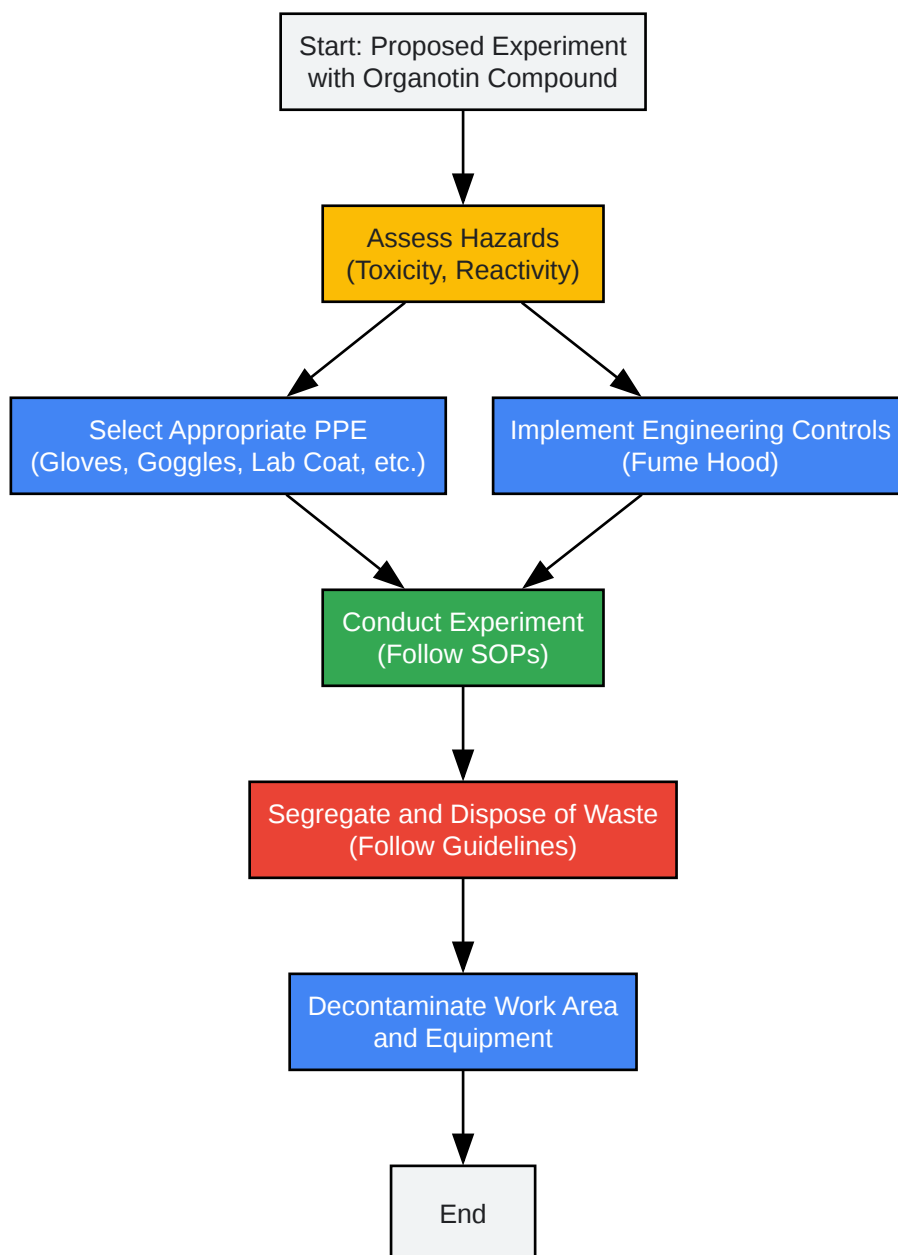 Start: Proposed Experiment
with Organotin Compound
Assess Hazards
(Toxicity, Reactivity)
Select Appropriate PPE
(Gloves, Goggles, Lab Coat, etc.)
Implement Engineering Controls
(Fume Hood)
Conduct Experiment
(Follow SOPs)
Segregate and Dispose of Waste
(Follow Guidelines)
Decontaminate Work Area
and Equipment
End